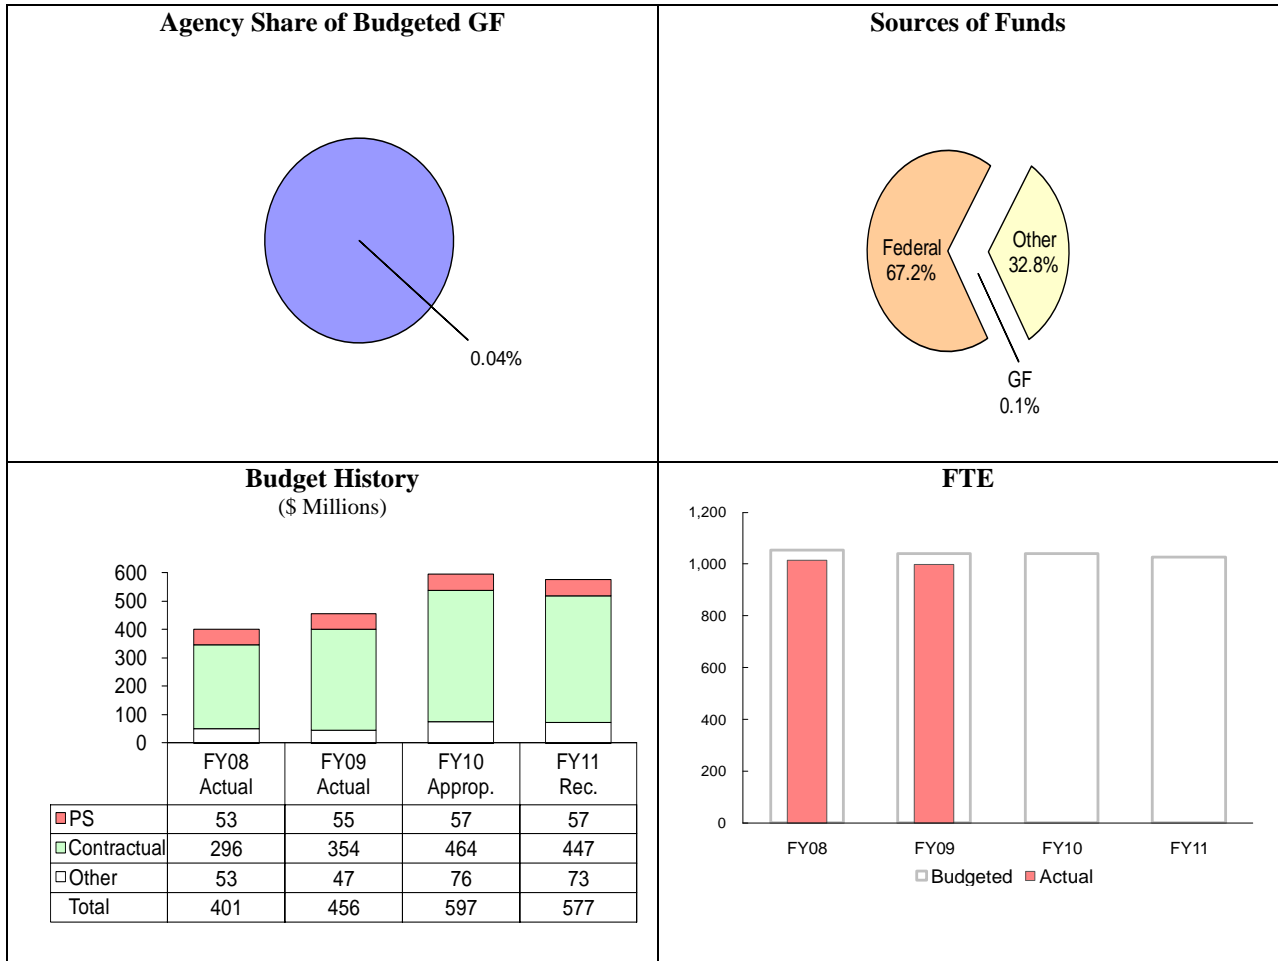 Agency Share of Budgeted GF
0.04%
Sources of Funds
Federal
67.2%
Other
32.8%
GF
0.1%
Budget History
($ Millions)
600
500
400
300
200
100
0
FY08 FY09 FY10 FY11
Actual Actual Approp. Rec.
PS 53 55 57 57
Contractual 296 354 464 447
Other 53 47 76 73
Total 401 456 597 577
FTE
1,200
1,000
800
600
400
200
0
FY08 FY09 FY10 FY11
Budgeted Actual